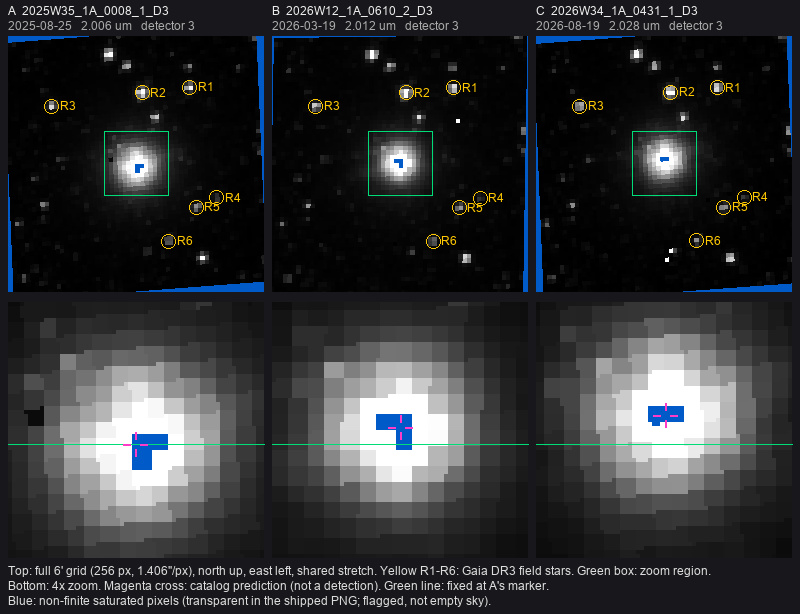 A 2025W35_1A_0008_1_D3
2025-08-25 2.006 um detector 3
B 2026W12_1A_0610_2_D3
2026-03-19 2.012 um detector 3
C 2026W34_1A_0431_1_D3
2026-08-19 2.028 um detector 3
R1
R2
R3
R4
R5
R6
R1
R2
R3
R4
R5
R6
R1
R2
R3
R4
R5
R6
Top: full 6' grid (256 px, 1.406"/px), north up, east left, shared stretch. Yellow R1-R6: Gaia DR3 field stars. Green box: zoom region.
Bottom: 4x zoom. Magenta cross: catalog prediction (not a detection). Green line: fixed at A's marker.
Blue: non-finite saturated pixels (transparent in the shipped PNG; flagged, not empty sky).